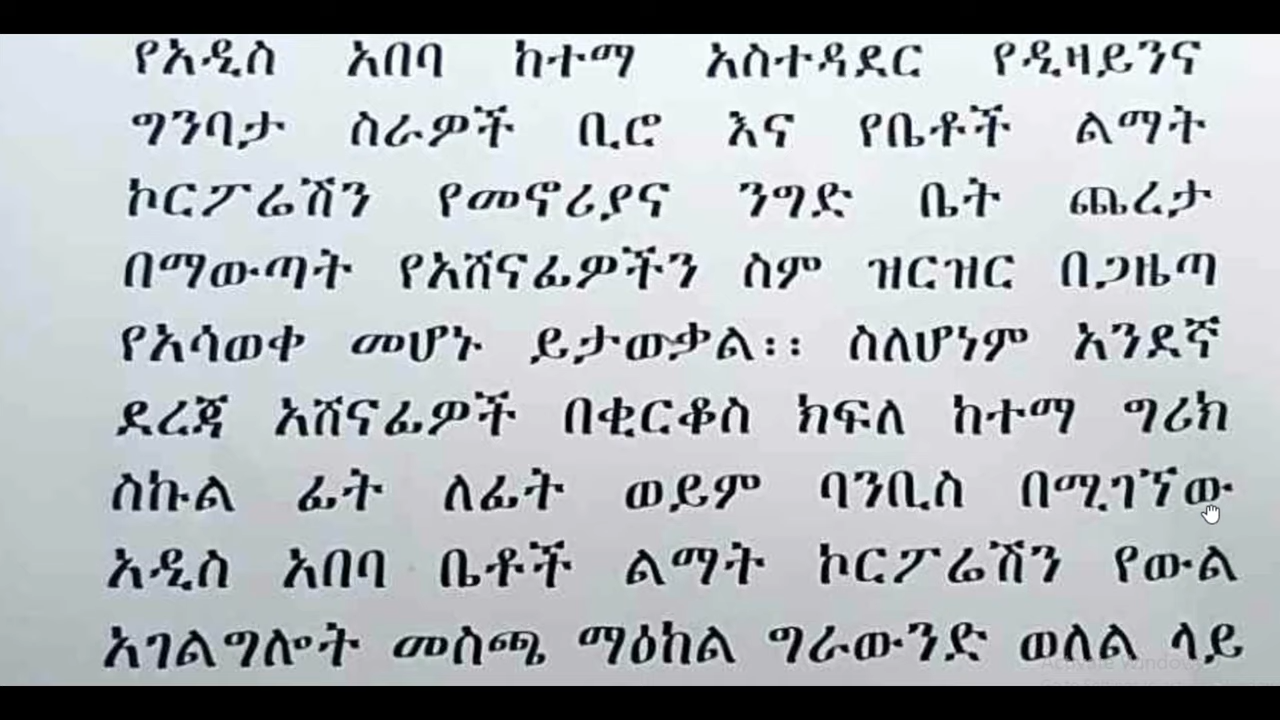 የአዲስ አበባ ከተማ አስተዳደር የዲዛይንና
ግንባታ ስራዎች ቢሮ እና የቤቶች ልማት
ኮርፖሬሽን የመኖሪያና ንግድ ቤት ጨረታ
በማውጣት የአሸናፊዎችን ስም ዝርዝር በጋዜጣ
የአሳወቀ መሆኑ ይታወቃል፡፡ ስለሆነም አንደኛ
ደረጃ አሸናፊዎች በቂርቆስ ክፍለ ከተማ ግሪክ
ስኩል ፊት ለፊት ወይም ባንቢስ በሚገኘው
አዲስ አበባ ቤቶች ልማት ኮርፖሬሽን የውል
አገልግሎት መስጫ ማዕከል ግራውንድ ወለል ላይ
Activate Windows